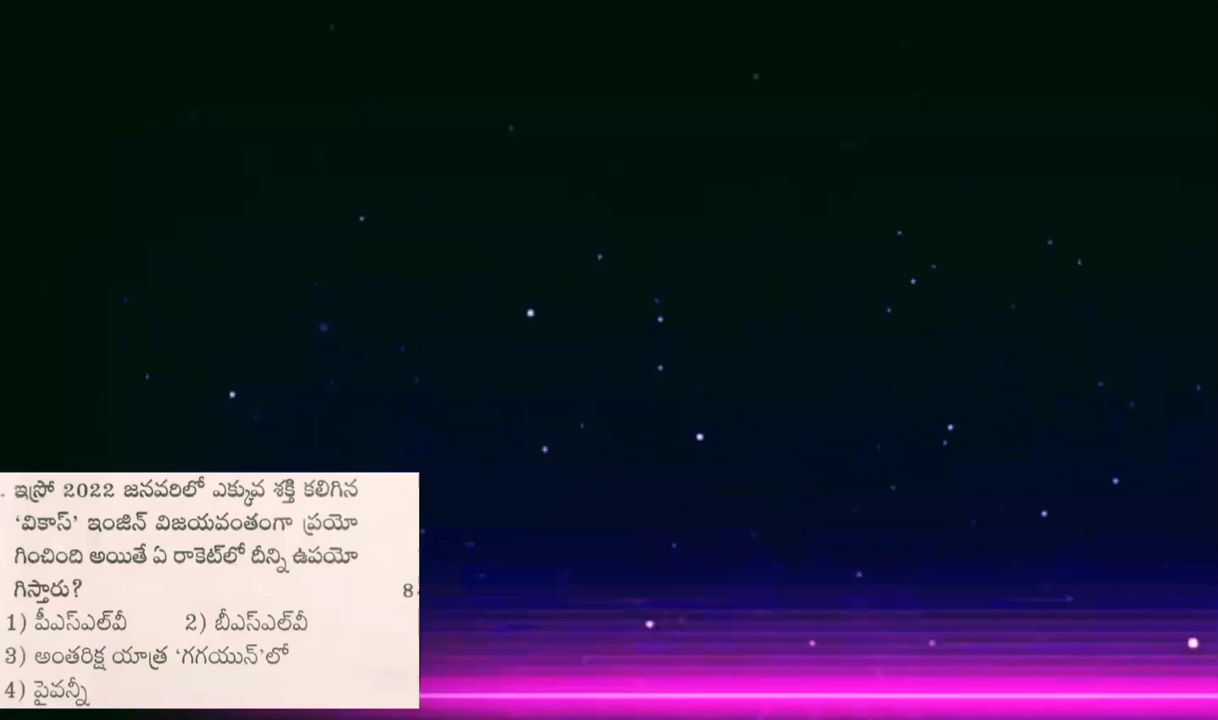 . ఇస్రో 2022 జనవరిలో ఎక్కువ శక్తి కలిగిన
‘వికాస్’ ఇంజిన్ విజయవంతంగా ప్రయో
గించింది అయితే ఏ రాకెట్‌లో దీన్ని ఉపయో
గిస్తారు? 8
1) పీఎస్ఎల్‌వీ 2) బీఎస్ఎల్‌వీ
3) అంతరిక్ష యాత్ర ‘గగయున్’లో
4) పైవన్నీ